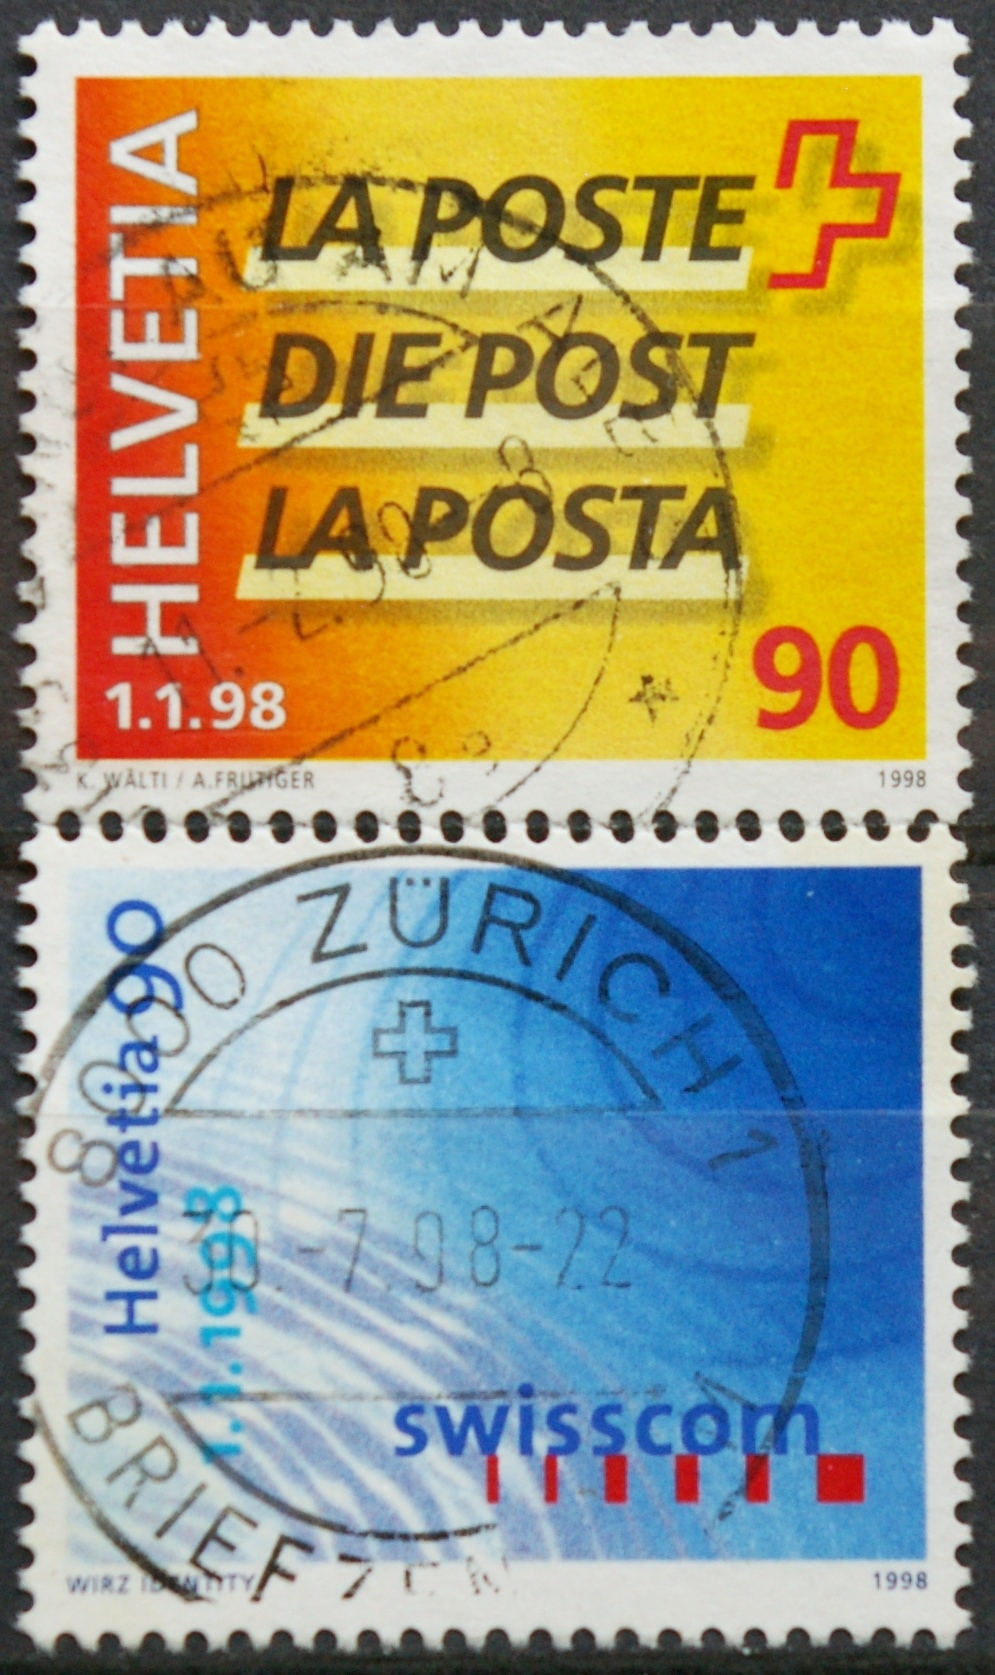 HELVETIA
LA POSTE
DIE POST
LA POSTA
1.1.98
90
K. WÄLTI / A.FRUTIGER
1998
8090 ZÜRICH 1
Helvetia 90
1.1.1998
30.-7.98-22
swisscom
WIRZ IDENTITY
1998